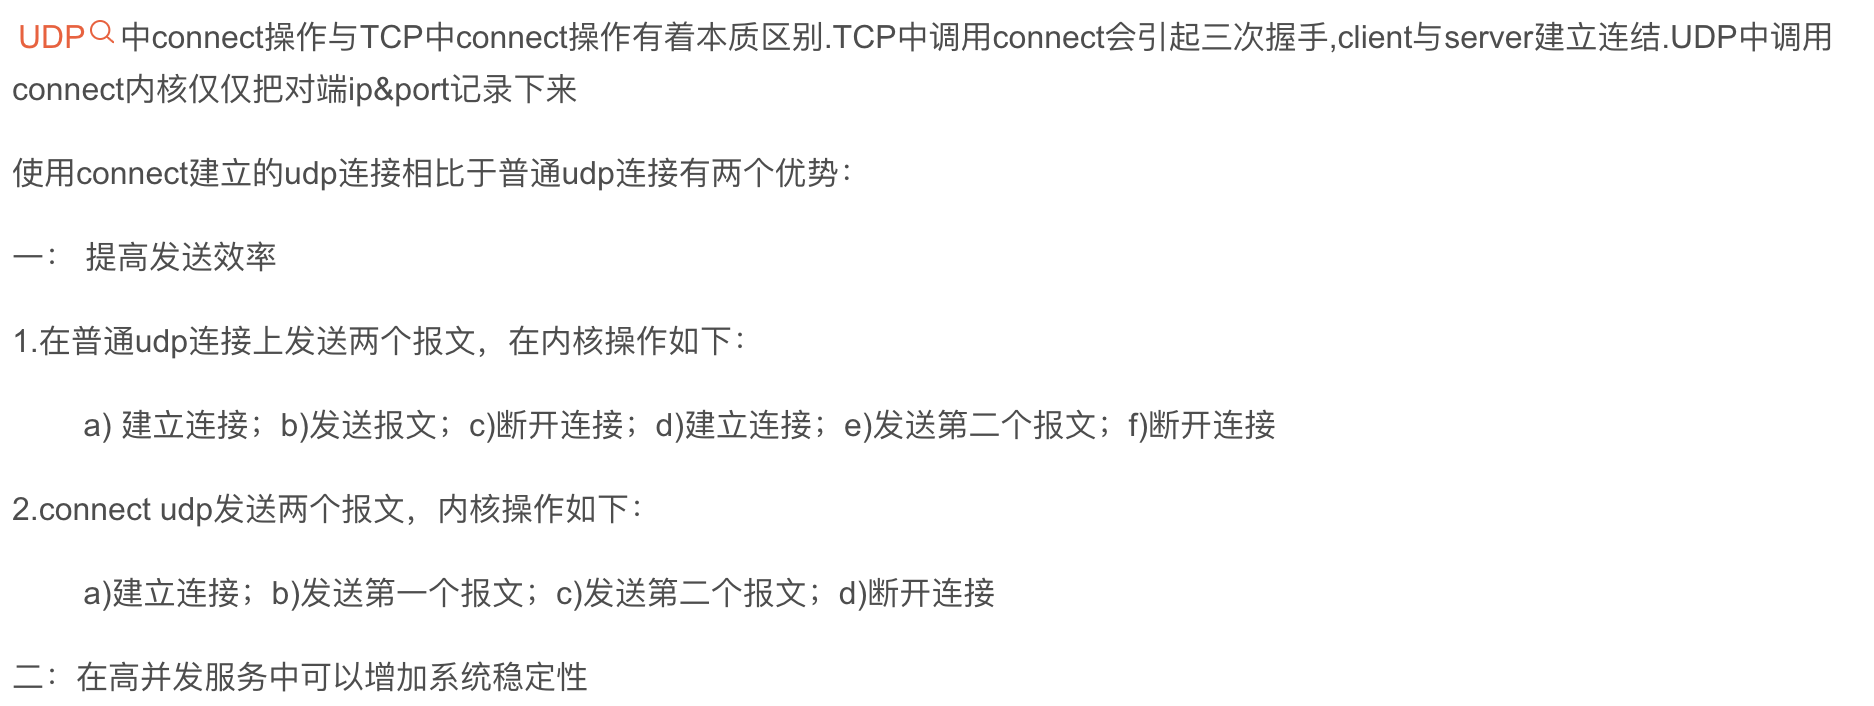 UDP中connect操作与TCP中connect操作有着本质区别.TCP中调用connect会引起三次握手,client与server建立连结.UDP中调用
connect内核仅仅把对端ip&port记录下来
使用connect建立的udp连接相比于普通udp连接有两个优势：
一： 提高发送效率
1.在普通udp连接上发送两个报文，在内核操作如下：
a) 建立连接；b)发送报文；c)断开连接；d)建立连接；e)发送第二个报文；f)断开连接
2.connect udp发送两个报文，内核操作如下：
a)建立连接；b)发送第一个报文；c)发送第二个报文；d)断开连接
二：在高并发服务中可以增加系统稳定性